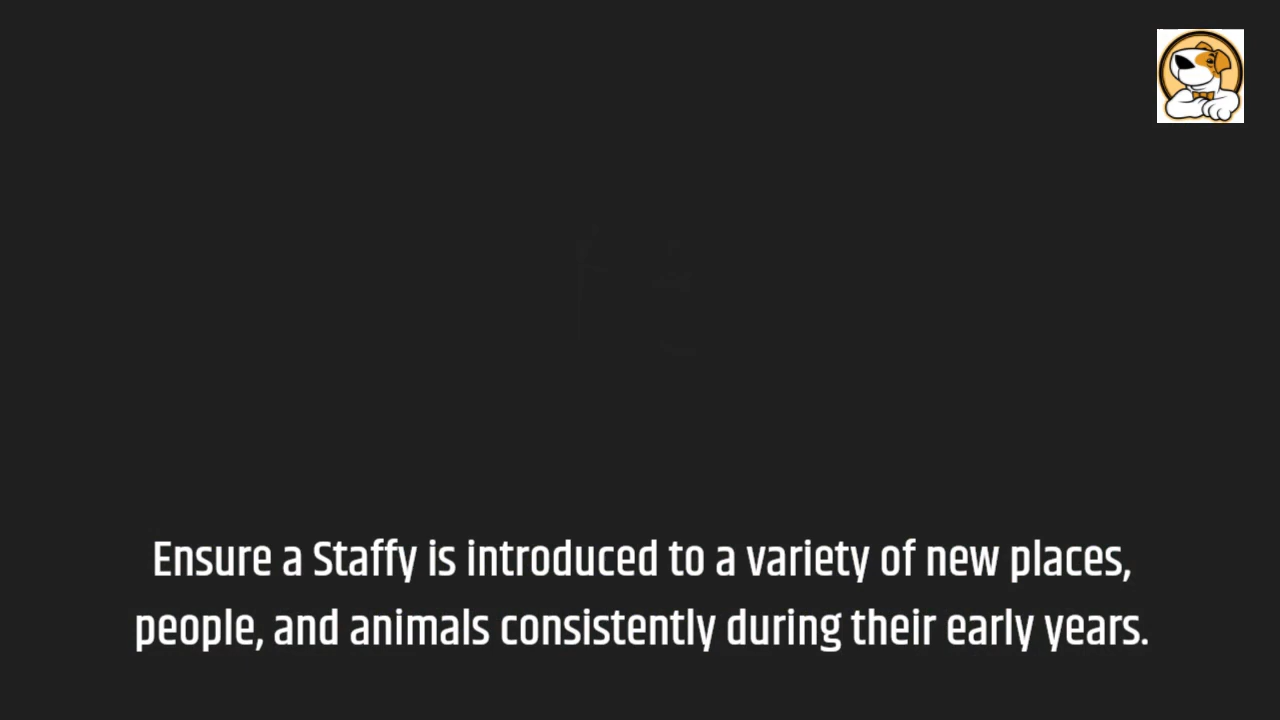 Ensure a Staffy is introduced to a variety of new places,
people, and animals consistently during their early years.